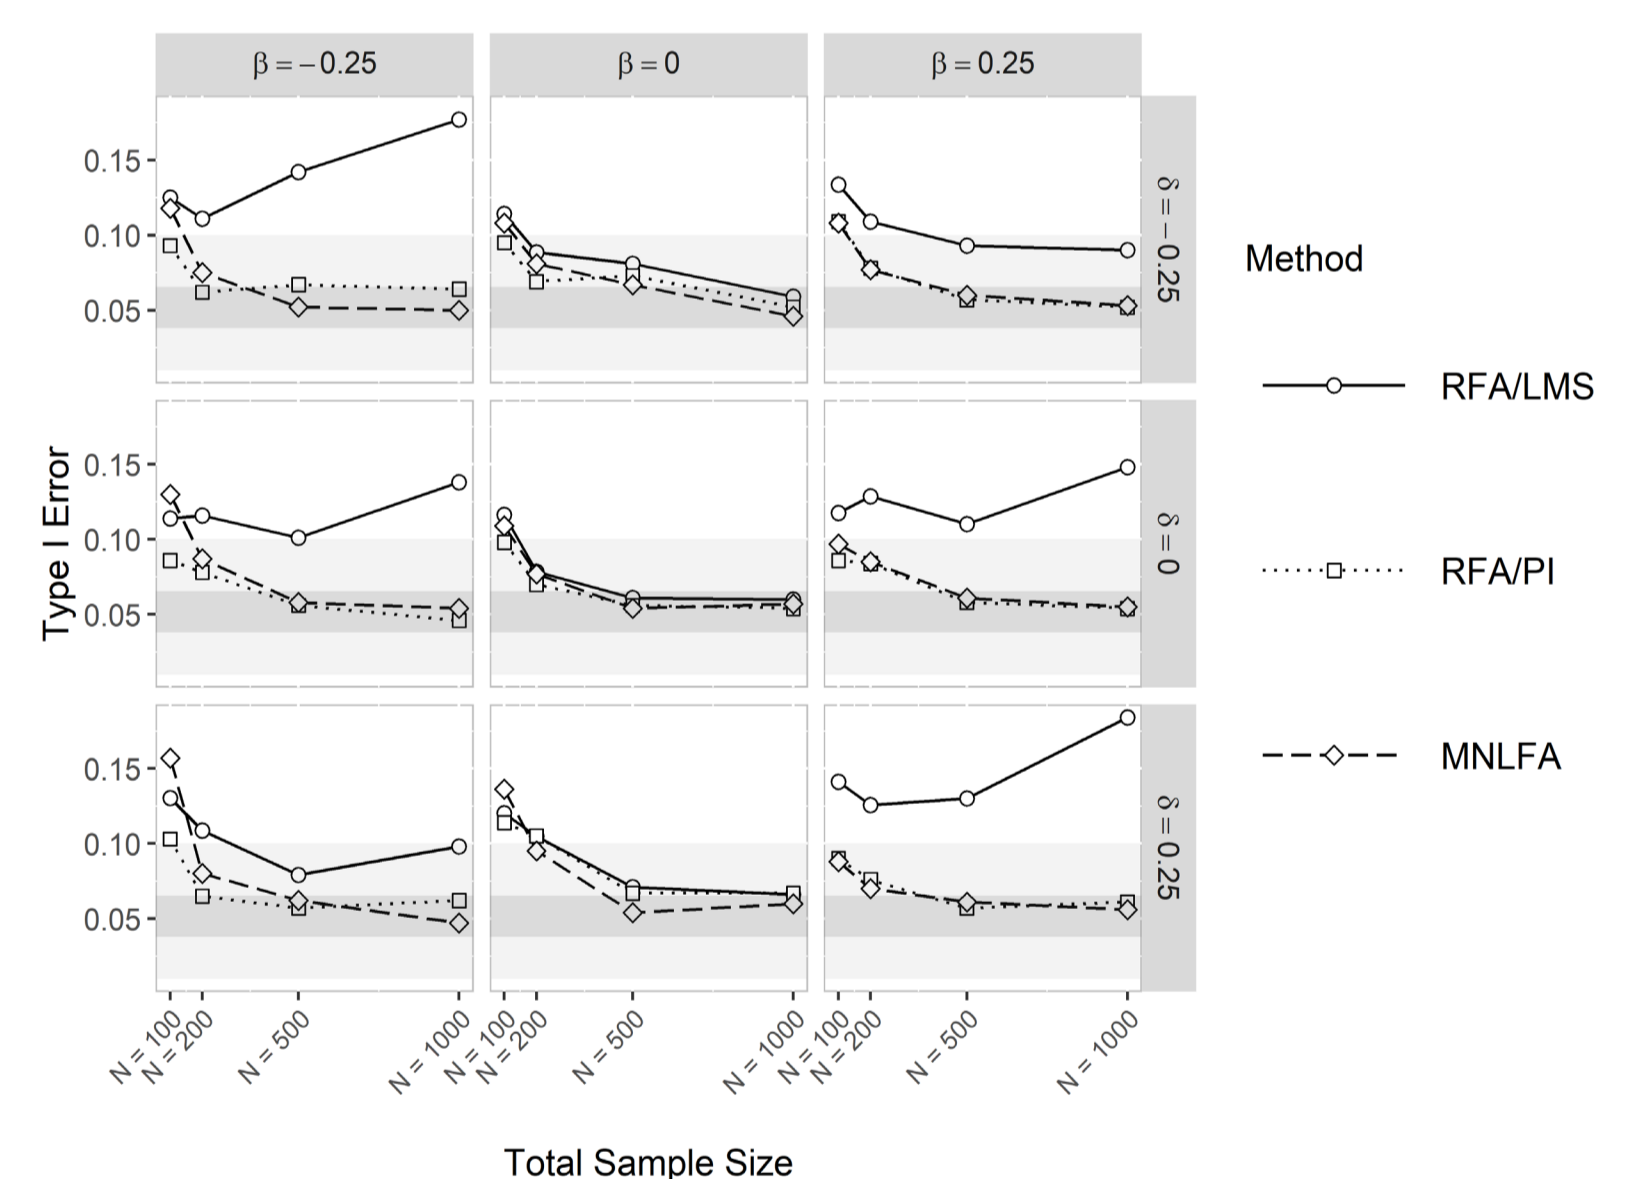 β = − 0.25
β = 0
β = 0.25
0.15
0.10
0.05
δ = − 0.25
0.15
0.10
0.05
δ = 0
0.15
0.10
0.05
δ = 0.25
Type I Error
N = 100
N = 200
N = 500
N = 1000
N = 100
N = 200
N = 500
N = 1000
N = 100
N = 200
N = 500
N = 1000
Total Sample Size
Method
RFA/LMS
RFA/PI
MNLFA